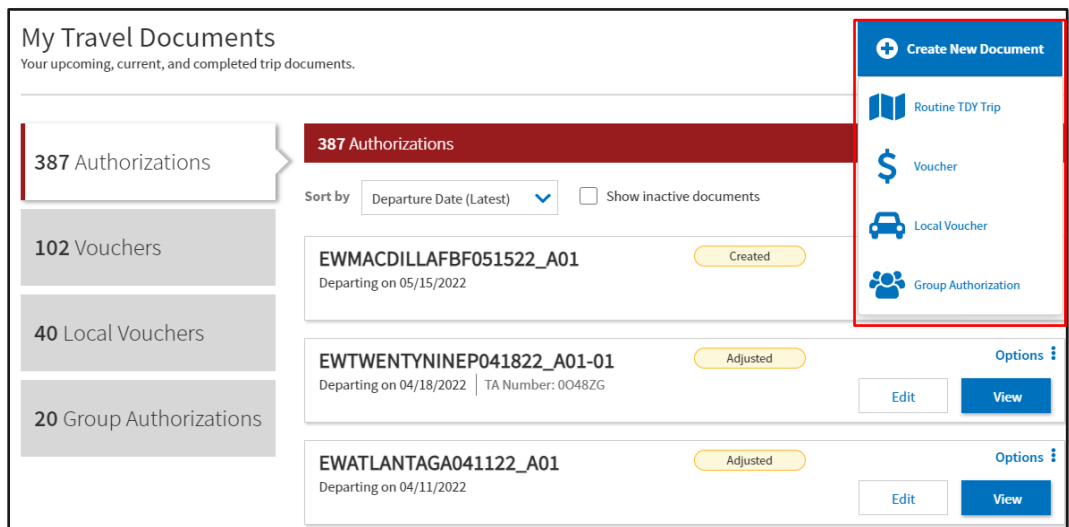 My Travel Documents
Your upcoming, current, and completed trip documents.
Create New Document
Routine TDY Trip
Voucher
Local Voucher
Group Authorization
387 Authorizations
102 Vouchers
40 Local Vouchers
20 Group Authorizations
387 Authorizations
Sort by Departure Date (Latest) Show inactive documents
EWMACDILLAFBF051522_A01 Created
Departing on 05/15/2022
EWTWENTYNINEP041822_A01-01 Adjusted Options
Departing on 04/18/2022 TA Number: 0O48ZG
Edit View
EWATLANTAGA041122_A01 Adjusted Options
Departing on 04/11/2022
Edit View